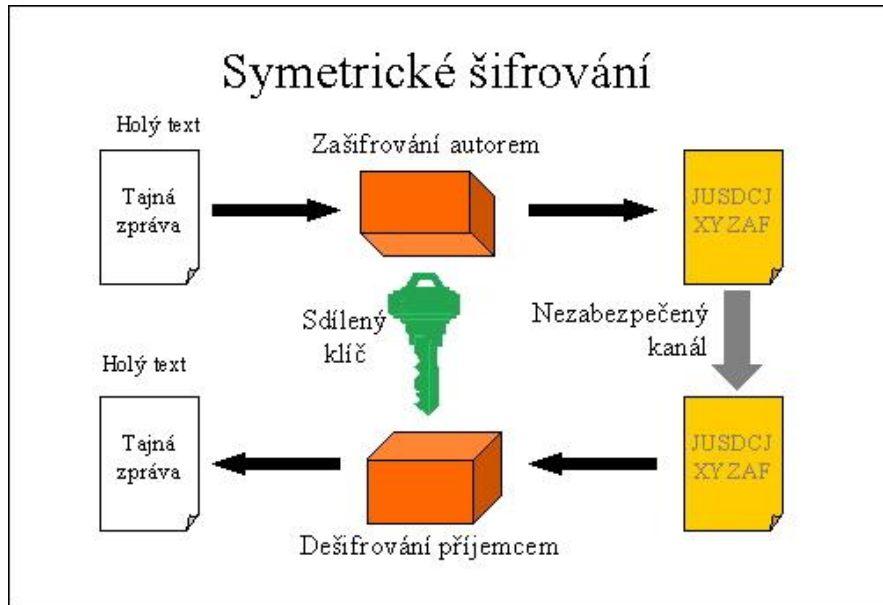 Symetrické šifrování
Holý text
Zašifrování autorem
Tajná
zpráva
JUSDCJ
XYZAF
Sdílený
klíč
Nezabezpečený
kanál
Holý text
Tajná
zpráva
JUSDCJ
XYZAF
Dešifrování příjemcem